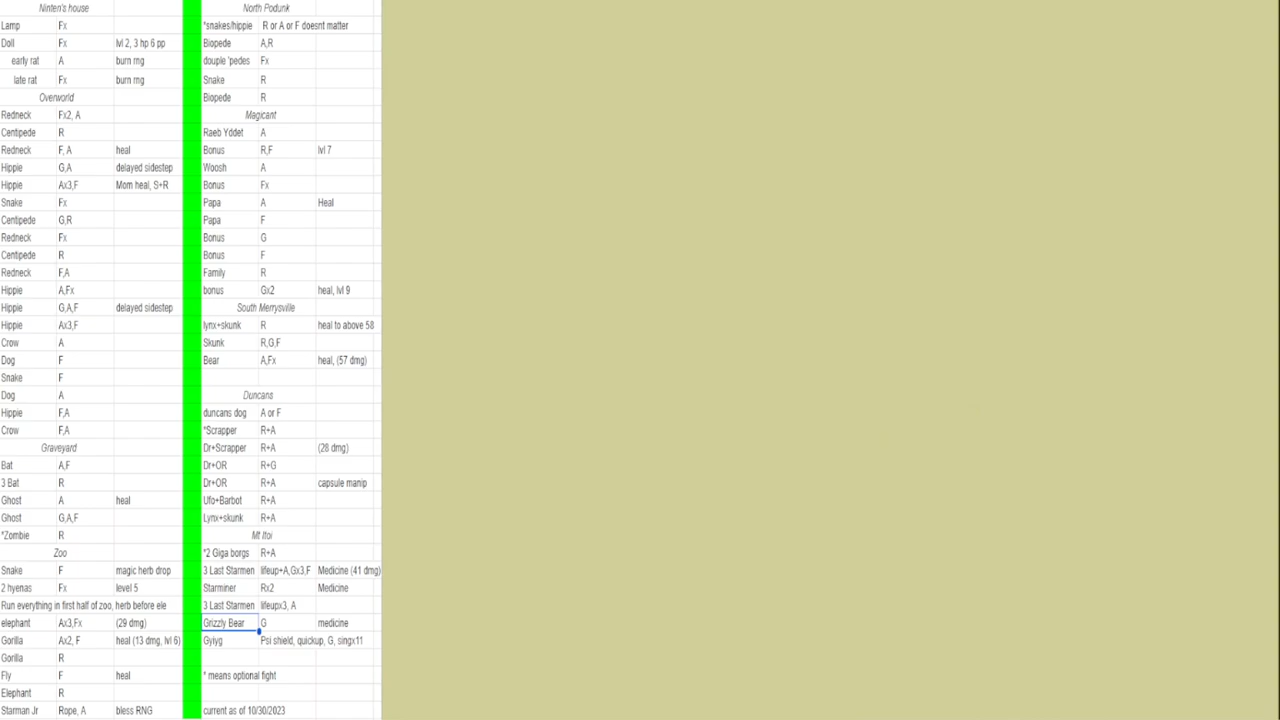 Ninten's house
Lamp Fx
Doll Fx lvl 2, 3 hp 6 pp
early rat A burn rng
late rat Fx burn rng
Overworld
Redneck Fx2, A
Centipede R
Redneck F, A heal
Hippie G,A delayed sidestep
Hippie Ax3,F Mom heal, S+R
Snake Fx
Centipede G,R
Redneck Fx
Centipede R
Redneck F,A
Hippie A,Fx
Hippie G,A,F delayed sidestep
Hippie Ax3,F
Crow A
Dog F
Snake F
Dog A
Hippie F,A
Crow F,A
Graveyard
Bat A,F
3 Bat R
Ghost A heal
Ghost G,A,F
*Zombie R
Zoo
Snake F magic herb drop
2 hyenas Fx level 5
Run everything in first half of zoo, herb before ele
elephant Ax3,Fx (29 dmg)
Gorilla Ax2, F heal (13 dmg, lvl 6)
Gorilla R
Fly F heal
Elephant R
Starman Jr Rope, A bless RNG
North Podunk
*snakes/hippie R or A or F doesnt matter
Biopede A,R
douple 'pedes Fx
Snake R
Biopede R
Magicant
Raeb Yddet A
Bonus R,F lvl 7
Woosh A
Bonus Fx
Papa A Heal
Papa F
Bonus G
Bonus F
Family R
bonus Gx2 heal, lvl 9
South Merrysville
lynx+skunk R heal to above 58
Skunk R,G,F
Bear A,Fx heal, (57 dmg)
Duncans
duncans dog A or F
*Scrapper R+A
Dr+Scrapper R+A (28 dmg)
Dr+OR R+G
Dr+OR R+A capsule manip
Ufo+Barbot R+A
Lynx+skunk R+A
Mt Itoi
*2 Giga borgs R+A
3 Last Starmen lifeup+A,Gx3,F Medicine (41 dmg)
Starminer Rx2 Medicine
3 Last Starmen lifeupx3, A
Grizzly Bear G medicine
Gyiyg Psi shield, quickup, G, singx11
* means optional fight
current as of 10/30/2023